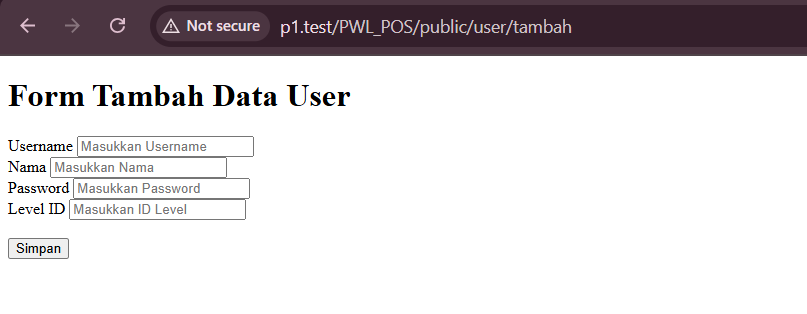 Not secure p1.test/PWL_POS/public/user/tambah
Form Tambah Data User
Username Masukkan Username
Nama Masukkan Nama
Password Masukkan Password
Level ID Masukkan ID Level
Simpan